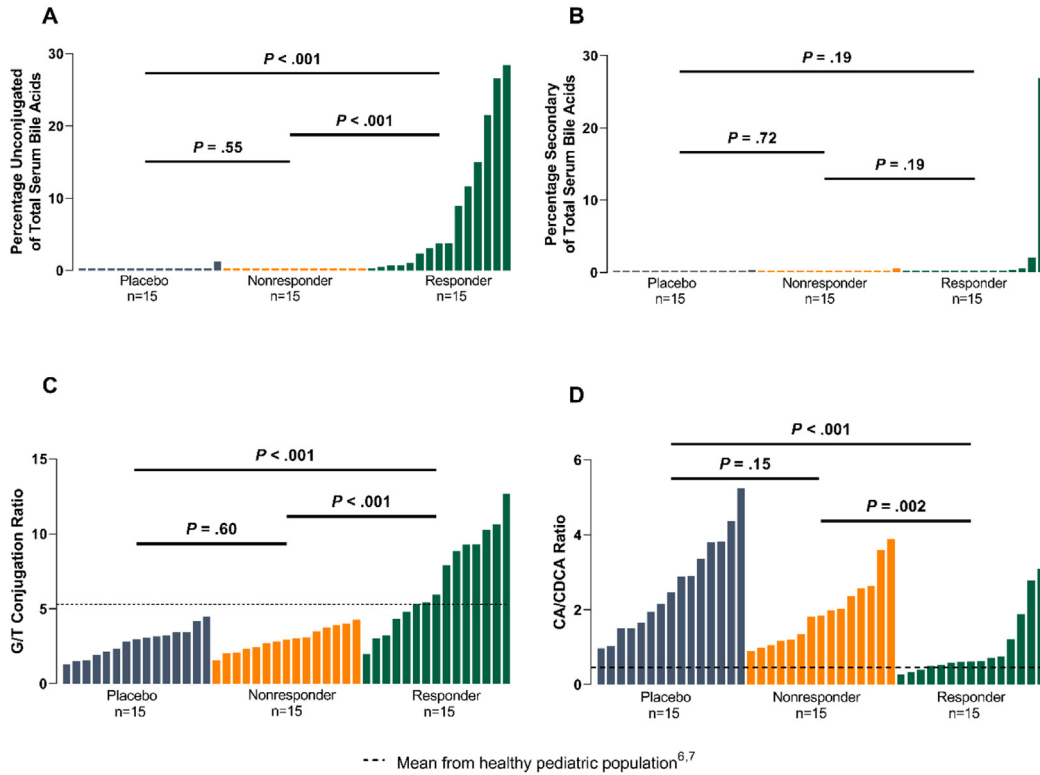 A
Percentage Unconjugated
of Total Serum Bile Acids
30
20
10
0
P < .001
P < .001
P = .55
Placebo
n=15
Nonresponder
n=15
Responder
n=15
B
Percentage Secondary
of Total Serum Bile Acids
30
20
10
0
P = .19
P = .72
P = .19
Placebo
n=15
Nonresponder
n=15
Responder
n=15
C
G/T Conjugation Ratio
15
10
5
0
P < .001
P < .001
P = .60
Placebo
n=15
Nonresponder
n=15
Responder
n=15
D
CA/CDCA Ratio
6
4
2
0
P < .001
P = .15
P = .002
Placebo
n=15
Nonresponder
n=15
Responder
n=15
Mean from healthy pediatric population6,7